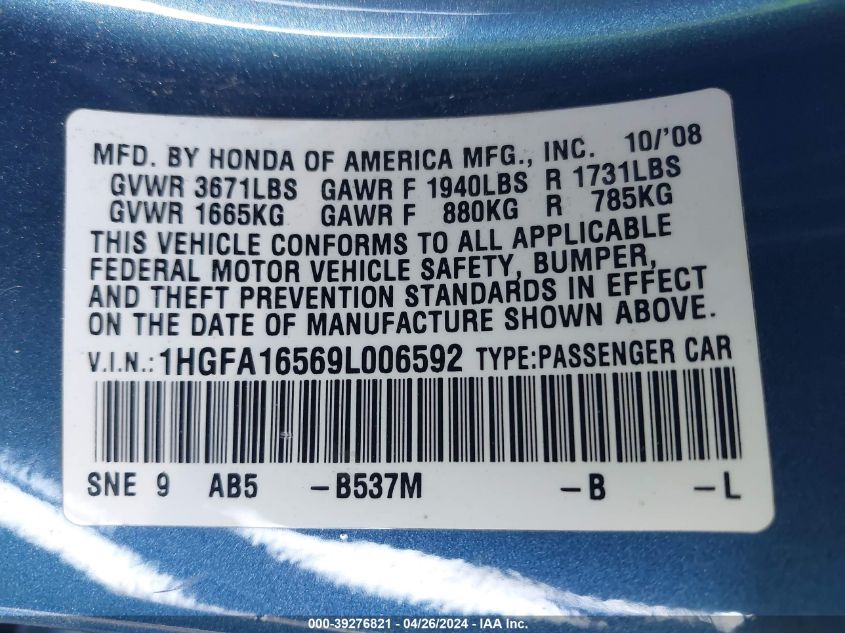 MFD. BY HONDA OF AMERICA MFG., INC. 10/'08
GVWR 3671LBS GAWR F 1940LBS R 1731LBS
GVWR 1665KG GAWR F 880KG R 785KG
THIS VEHICLE CONFORMS TO ALL APPLICABLE
FEDERAL MOTOR VEHICLE SAFETY, BUMPER,
AND THEFT PREVENTION STANDARDS IN EFFECT
ON THE DATE OF MANUFACTURE SHOWN ABOVE.
V.I.N.: 1HGFA16569L006592 TYPE:PASSENGER CAR
SNE 9 AB5 -B537M -B -L
000-39276821 - 04/26/2024 - IAA, Inc.